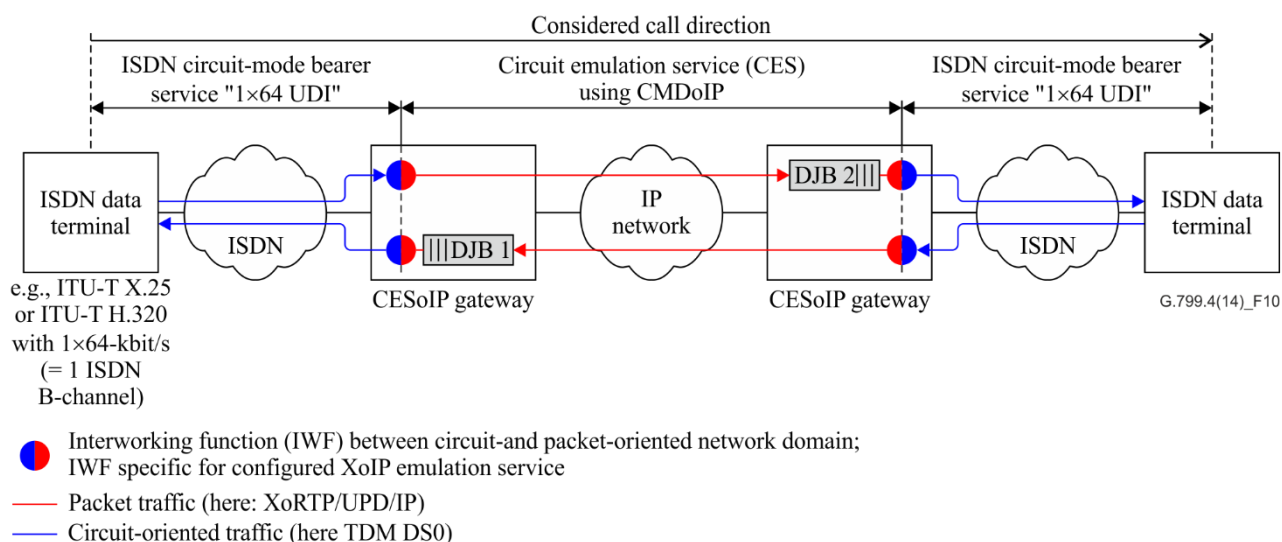 Considered call direction
ISDN circuit-mode bearer
service "1×64 UDI"
Circuit emulation service (CES)
using CMDoIP
ISDN circuit-mode bearer
service "1×64 UDI"
ISDN data
terminal
ISDN
DJB 1
CESoIP gateway
IP
network
DJB 2
CESoIP gateway
ISDN
ISDN data
terminal
e.g., ITU-T X.25
or ITU-T H.320
with 1×64-kbit/s
(= 1 ISDN
B-channel)
G.799.4(14)_F10
Interworking function (IWF) between circuit-and packet-oriented network domain;
IWF specific for configured XoIP emulation service
Packet traffic (here: XoRTP/UPD/IP)
Circuit-oriented traffic (here TDM DS0)